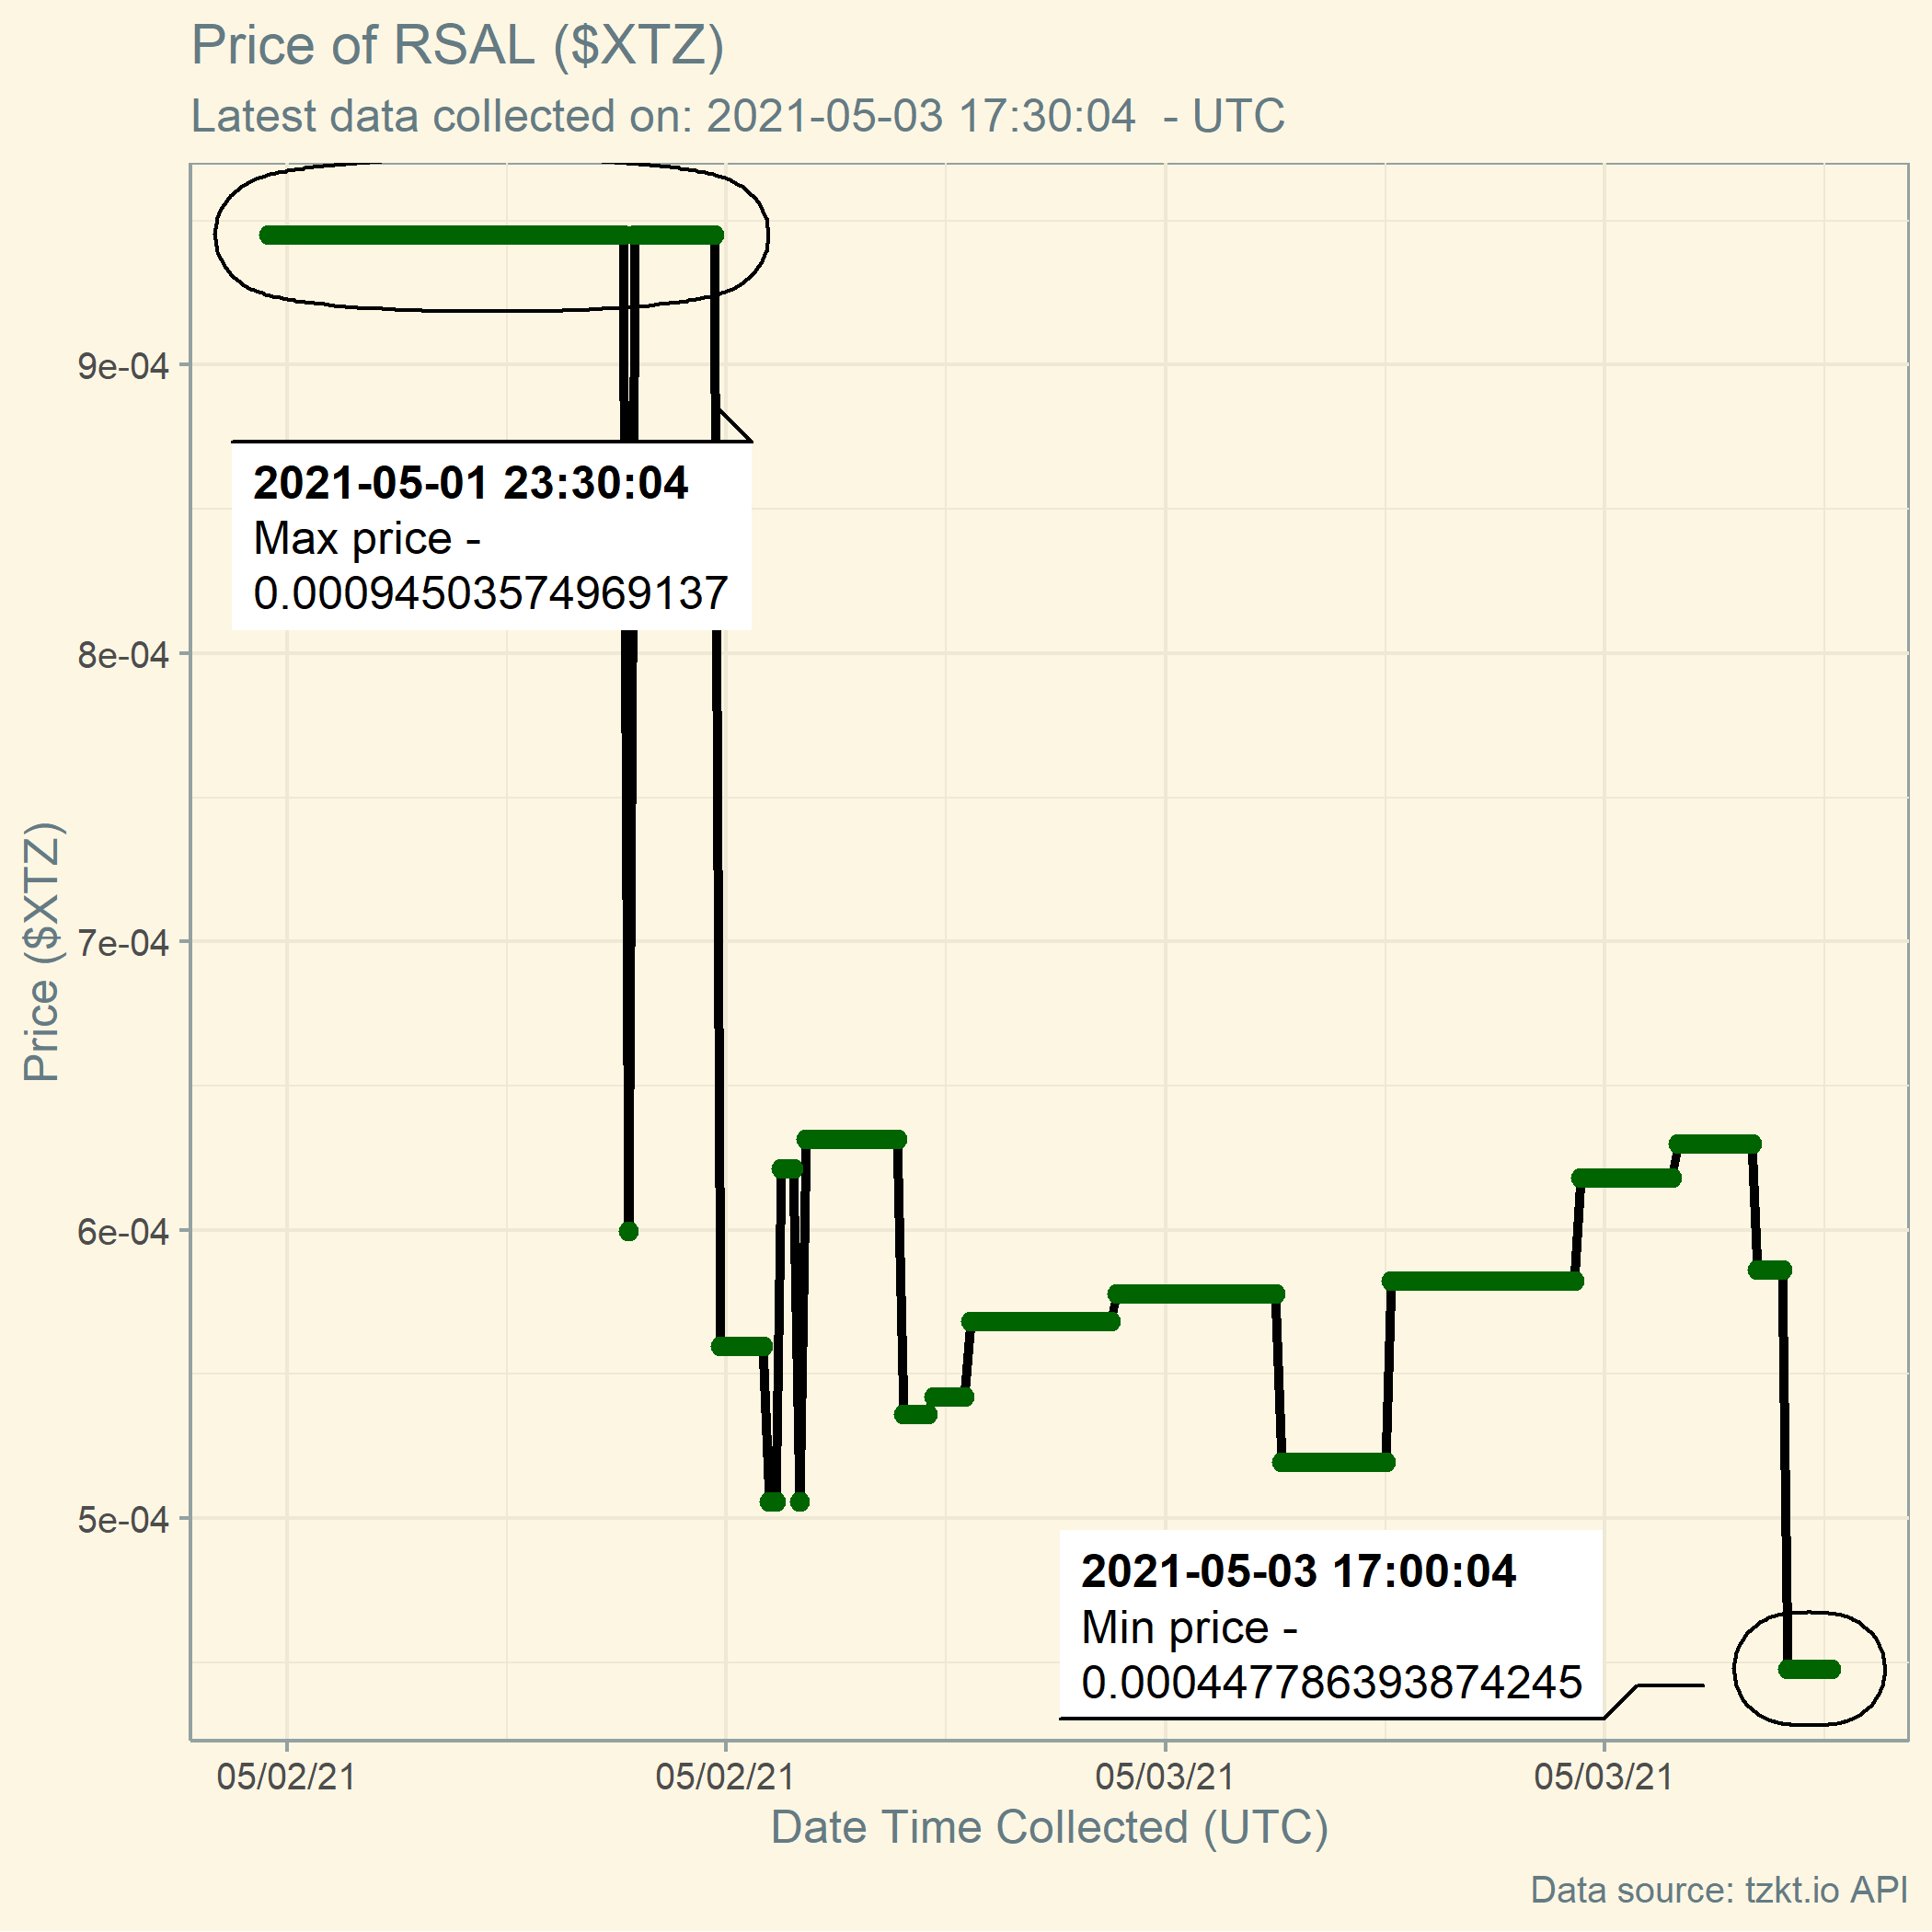 Price of RSAL ($XTZ)
Latest data collected on: 2021-05-03 17:30:04  - UTC
9e-04
2021-05-01 23:30:04
Max price -
0.00094503574969137
8e-04
Price ($XTZ)
7e-04
6e-04
5e-04
2021-05-03 17:00:04
Min price -
0.000447786393874245
05/02/21 05/02/21 05/03/21 05/03/21
Date Time Collected (UTC)
Data source: tzkt.io API